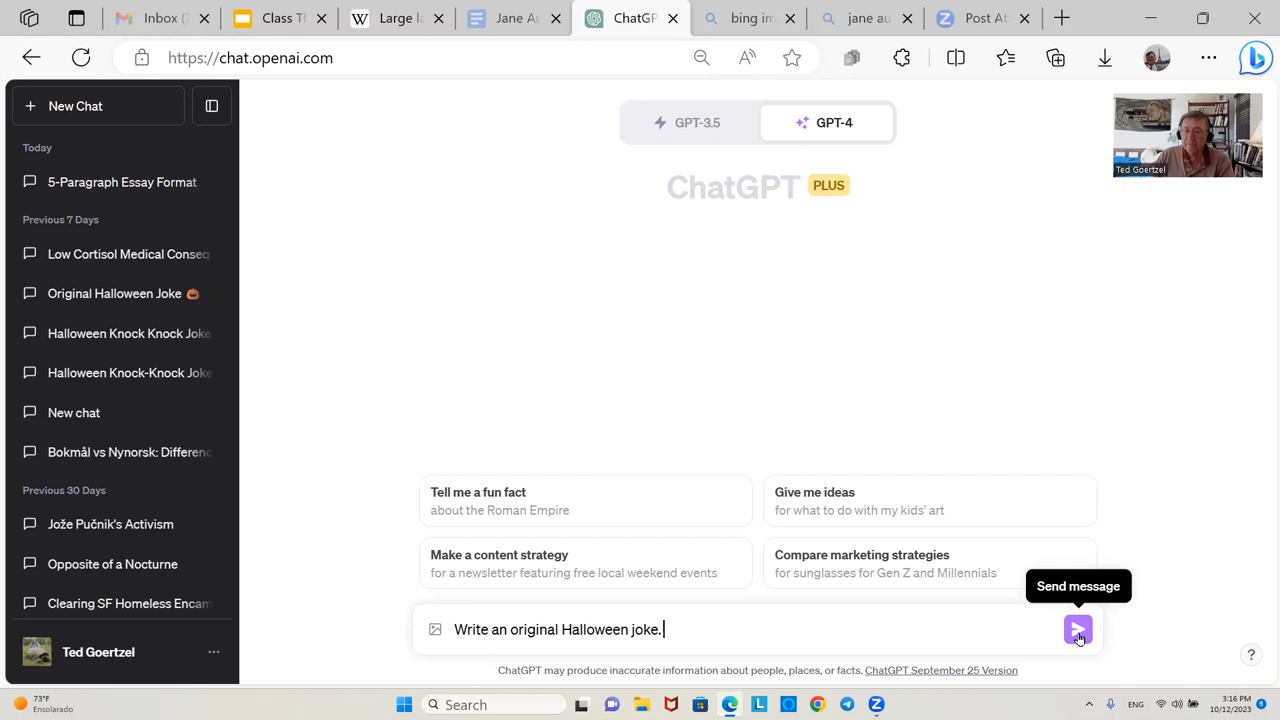 Inbox (
Class T
Large la
Jane Au
ChatGP
bing im
jane au
Post At
https://chat.openai.com
New Chat
Today
5-Paragraph Essay Format
Previous 7 Days
Low Cortisol Medical Conseq
Original Halloween Joke 🎃
Halloween Knock Knock Joke
Halloween Knock-Knock Joke
New chat
Bokmål vs Nynorsk: Differenc
Previous 30 Days
Jože Pučnik's Activism
Opposite of a Nocturne
Clearing SF Homeless Encam
Ted Goertzel
GPT-3.5
GPT-4
ChatGPT PLUS
Ted Goertzel
Tell me a fun fact
about the Roman Empire
Give me ideas
for what to do with my kids' art
Make a content strategy
for a newsletter featuring free local weekend events
Compare marketing strategies
for sunglasses for Gen Z and Millennials
Send message
Write an original Halloween joke.
ChatGPT may produce inaccurate information about people, places, or facts. ChatGPT September 25 Version
?
73°F
Ensolarado
Search
ENG
3:16 PM
10/12/2023